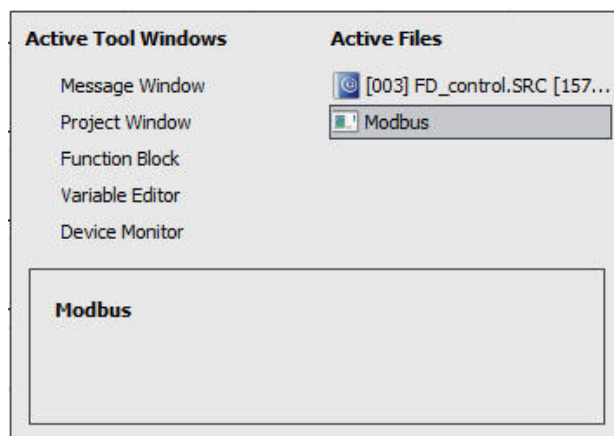 Active Tool Windows
Message Window
Project Window
Function Block
Variable Editor
Device Monitor
Active Files
[003] FD_control.SRC [157...
Modbus
Modbus